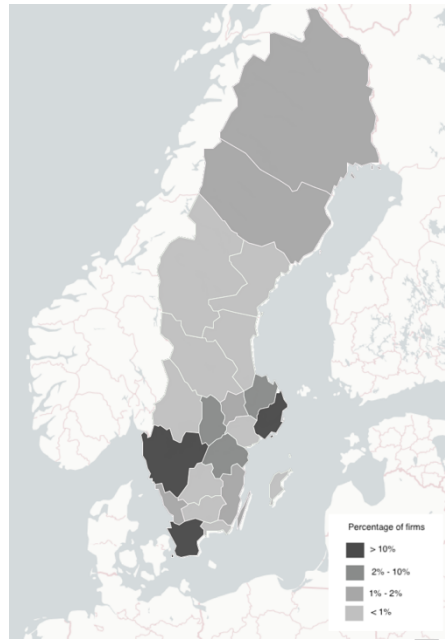 Percentage of firms
> 10%
2% - 10%
1% - 2%
< 1%